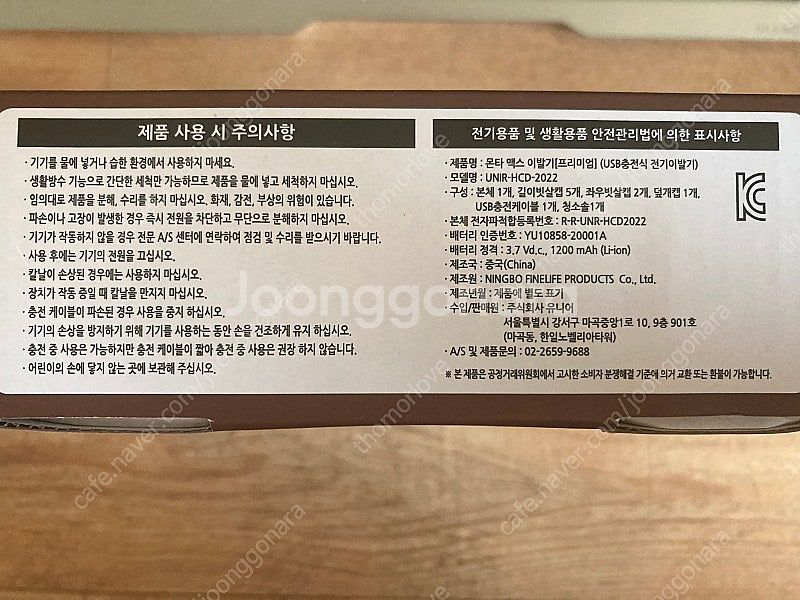 제품 사용 시 주의사항
· 기기를 물에 넣거나 습한 환경에서 사용하지 마세요.
· 생활방수 기능으로 간단한 세척만 가능하므로 제품을 물에 넣고 세척하지 마십시오.
· 임의대로 제품을 분해, 수리를 하지 마십시오. 화재, 감전, 부상의 위험이 있습니다.
· 파손이나 고장이 발생한 경우 즉시 전원을 차단하고 무단으로 분해하지 마십시오.
· 기기가 작동하지 않을 경우 전문 A/S 센터에 연락하여 점검 및 수리를 받으시기 바랍니다.
· 사용 후에는 기기의 전원을 고십시오.
· 칼날이 손상된 경우에는 사용하지 마십시오.
· 장치가 작동 중일 때 칼날을 만지지 마십시오.
· 충전 케이블이 파손된 경우 사용을 중지 하십시오.
· 기기의 손상을 방지하기 위해 기기를 사용하는 동안 손을 건조하게 유지 하십시오.
· 충전 중 사용은 가능하지만 충전 케이블이 짧아 충전 중 사용은 권장 하지 않습니다.
· 어린이의 손에 닿지 않는 곳에 보관해 주십시오.
전기용품 및 생활용품 안전관리법에 의한 표시사항
· 제품명 : 몬타 맥스 이발기[프리미엄] (USB충전식 전기이발기)
· 모델명 : UNIR-HCD-2022
· 구성 : 본체 1개, 길이빗살캡 5개, 좌우빗살캡 2개, 덮개캡 1개,
USB충전케이블 1개, 청소솔1개
· 본체 전자파적합등록번호 : R-R-UNR-HCD2022
· 배터리 인증번호 : YU10858-20001A
· 배터리 정격 : 3.7 Vd.c., 1200 mAh (Li-ion)
· 제조국 : 중국(China)
· 제조원 : NINGBO FINELIFE PRODUCTS Co., Ltd.
· 제조년월 : 제품에 별도 표기
· 수입/판매원 : 주식회사 유니어
서울특별시 강서구 마곡중앙1로 10, 9층 901호
(마곡동, 한일노벨리아타워)
· A/S 및 제품문의 : 02-2659-9688
※ 본 제품은 공정거래위원회에서 고시한 소비자 분쟁해결 기준에 의거 교환 또는 환불이 가능합니다.
KC
Joonggonara
thomorlove
cafe.naver.com/joonggonara